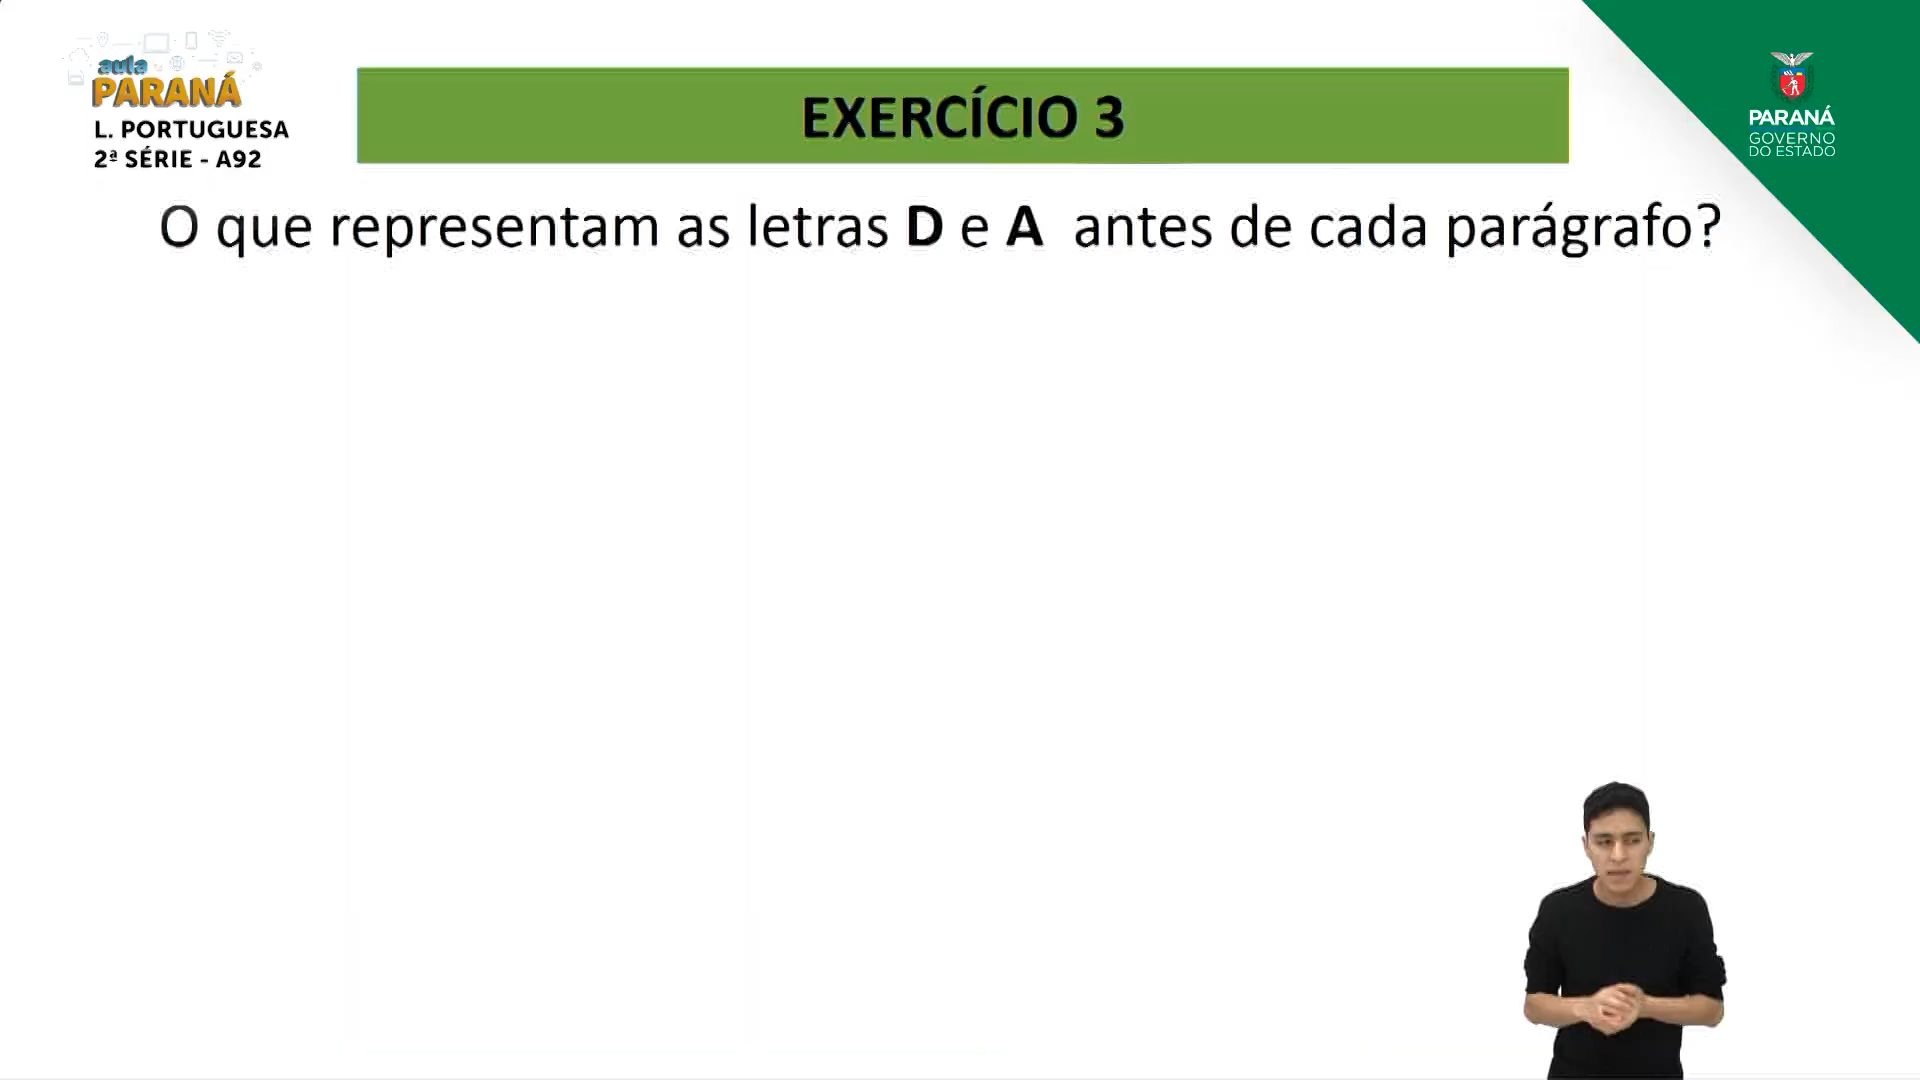 aula
PARANÁ
L. PORTUGUESA
2ª SÉRIE - A92
EXERCÍCIO 3
PARANÁ
GOVERNO
DO ESTADO
O que representam as letras D e A antes de cada parágrafo?